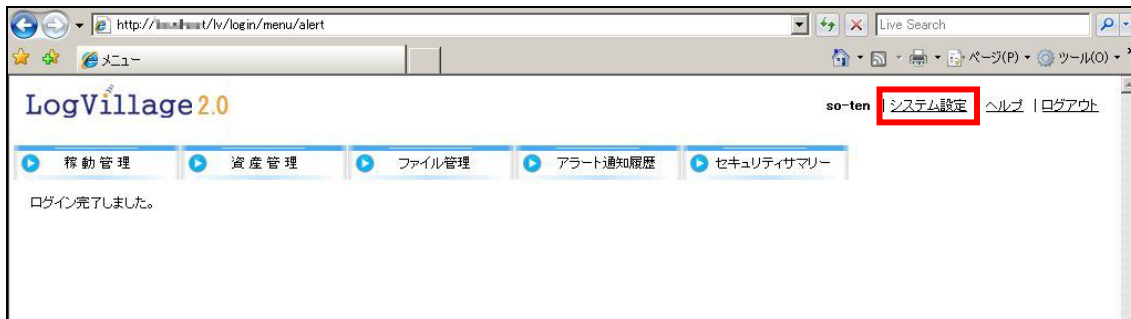 http:// t/lv/login/menu/alert
Live Search
メニュー
ページ(P)
ツール(O)
LogVillage 2.0
so-ten | システム設定 ヘルプ | ログアウト
稼動管理 資産管理 ファイル管理 アラート通知履歴 セキュリティサマリー
ログイン完了しました。